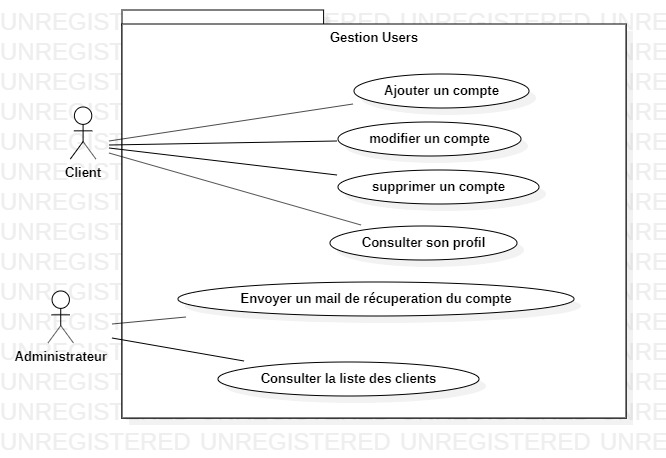 Gestion Users
Ajouter un compte
modifier un compte
supprimer un compte
Consulter son profil
Client
Envoyer un mail de récuperation du compte
Administrateur
Consulter la liste des clients
UNREGISTERED UNREGISTERED UNREGISTERED UNRE